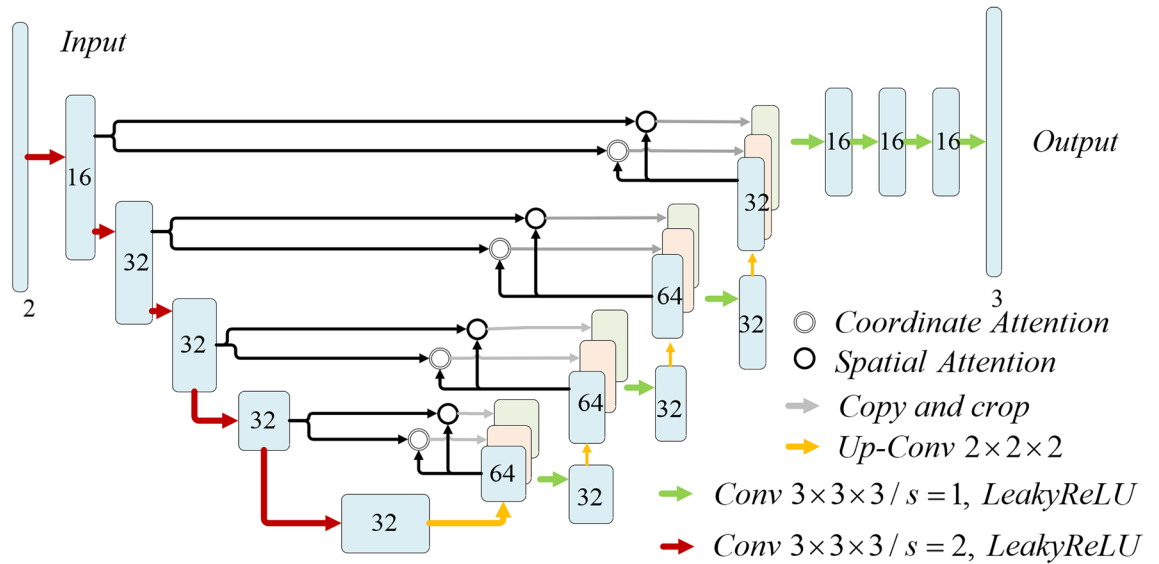 Input
2
16
32
32
32
32
64
32
64
32
64
32
32
16
16
16
Output
3
Coordinate Attention
Spatial Attention
Copy and crop
Up-Conv 2×2×2
Conv 3×3×3 / s = 1, LeakyReLU
Conv 3×3×3 / s = 2, LeakyReLU